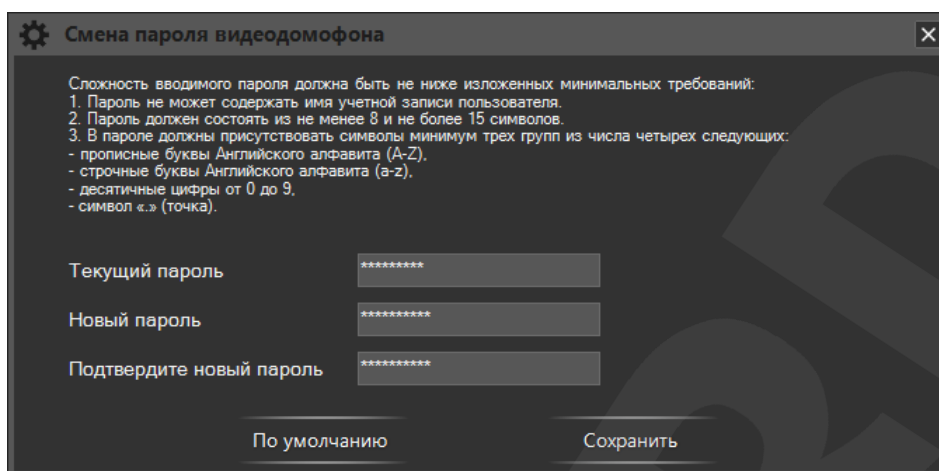 Смена пароля видеодомофона
Сложность вводимого пароля должна быть не ниже изложенных минимальных требований:
1. Пароль не может содержать имя учетной записи пользователя.
2. Пароль должен состоять из не менее 8 и не более 15 символов.
3. В пароле должны присутствовать символы минимум трех групп из числа четырех следующих:
- прописные буквы Английского алфавита (A-Z),
- строчные буквы Английского алфавита (a-z),
- десятичные цифры от 0 до 9,
- символ «.» (точка).
Текущий пароль *********
Новый пароль **********
Подтвердите новый пароль **********
По умолчанию Сохранить